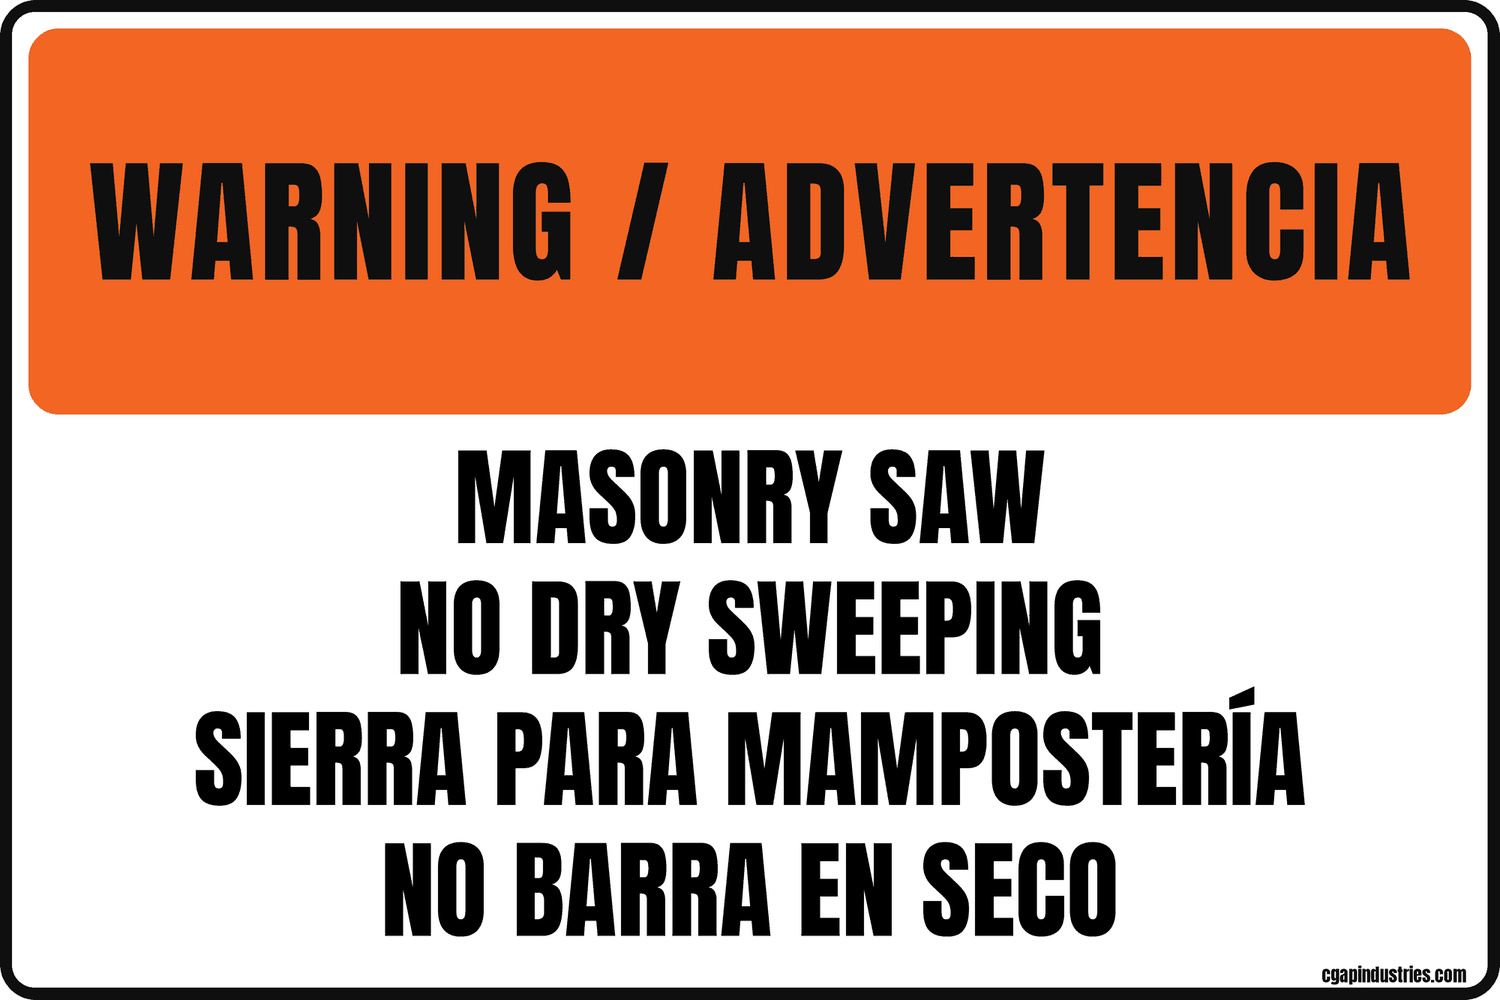 WARNING / ADVERTENCIA
MASONRY SAW
NO DRY SWEEPING
SIERRA PARA MAMPOSTERÍA
NO BARRA EN SECO
cgapindustries.com